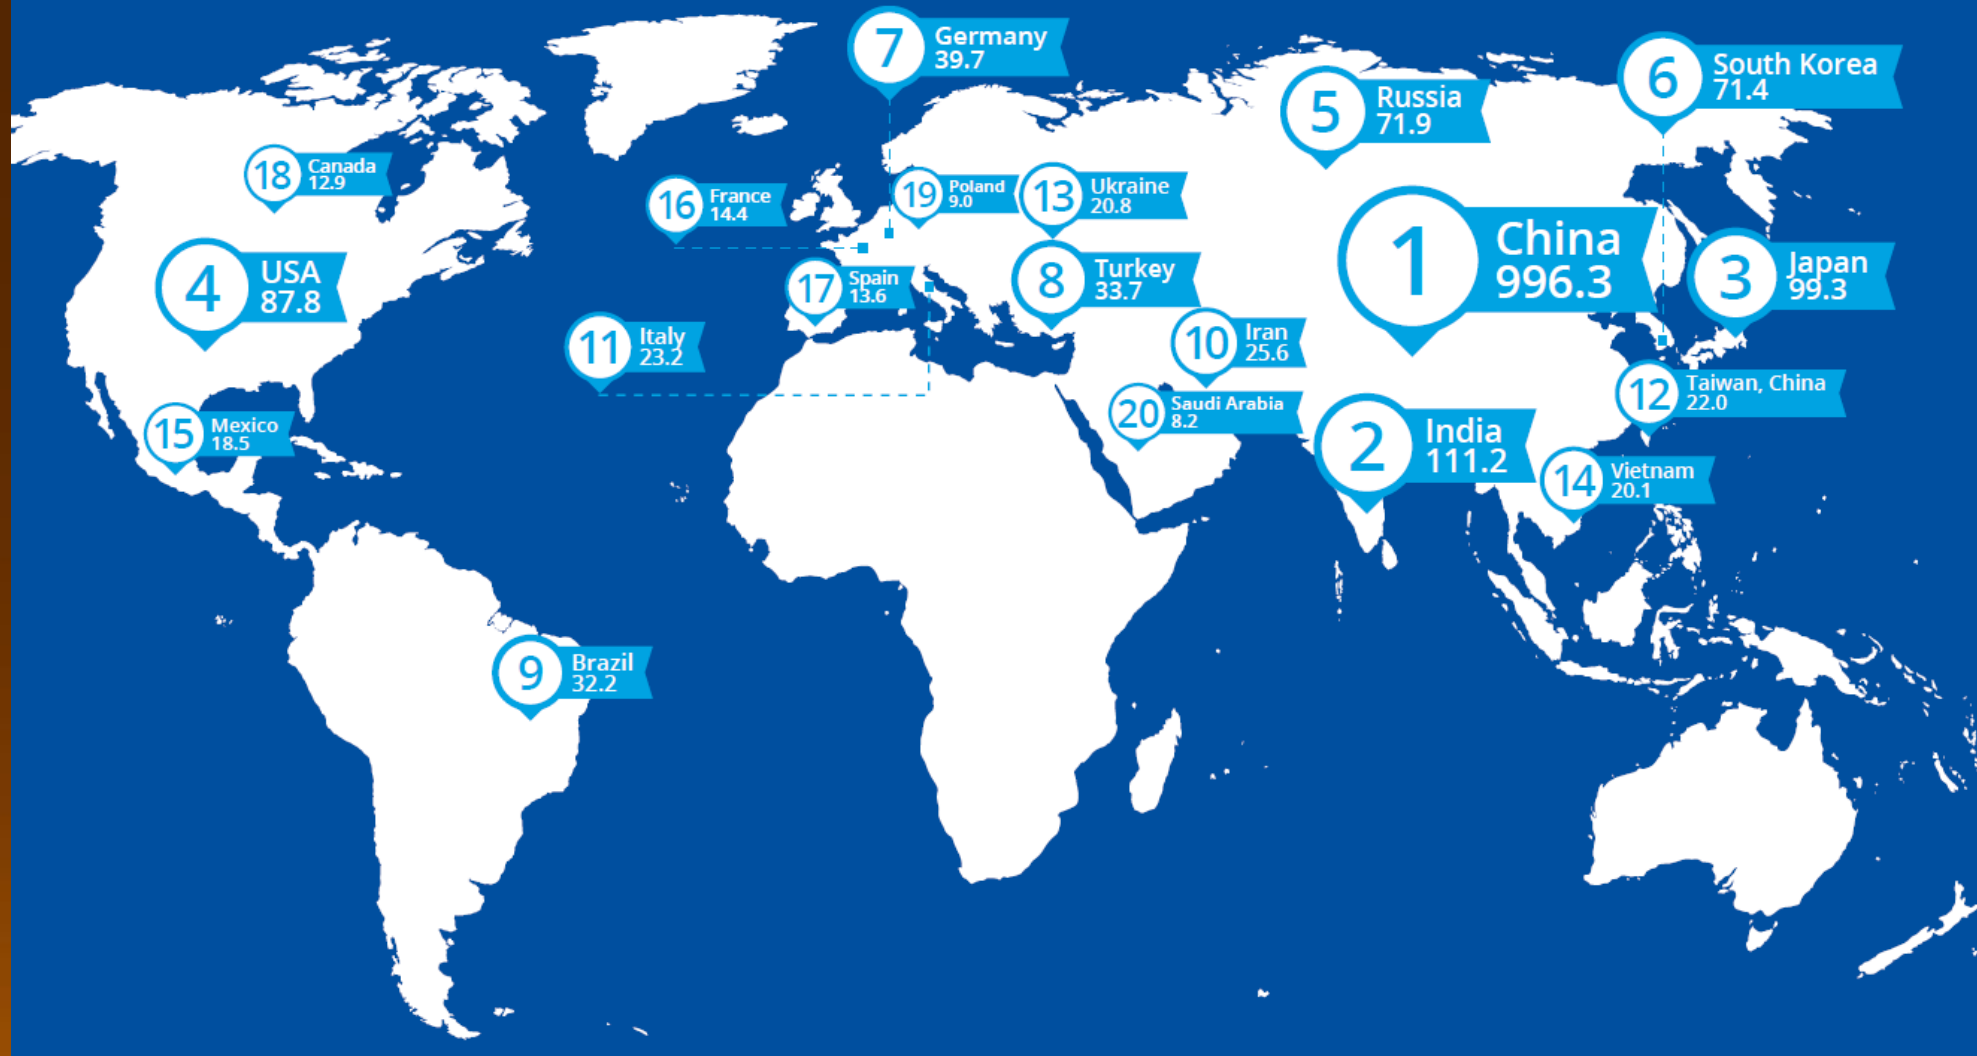 7
Germany
39.7
6
South Korea
71.4
5
Russia
71.9
18
Canada
12.9
16
France
14.4
19
Poland
9.0
13
Ukraine
20.8
1
China
996.3
4
USA
87.8
17
Spain
13.6
8
Turkey
33.7
3
Japan
99.3
11
Italy
23.2
10
Iran
25.6
12
Taiwan, China
22.0
20
Saudi Arabia
8.2
15
Mexico
18.5
2
India
111.2
14
Vietnam
20.1
9
Brazil
32.2